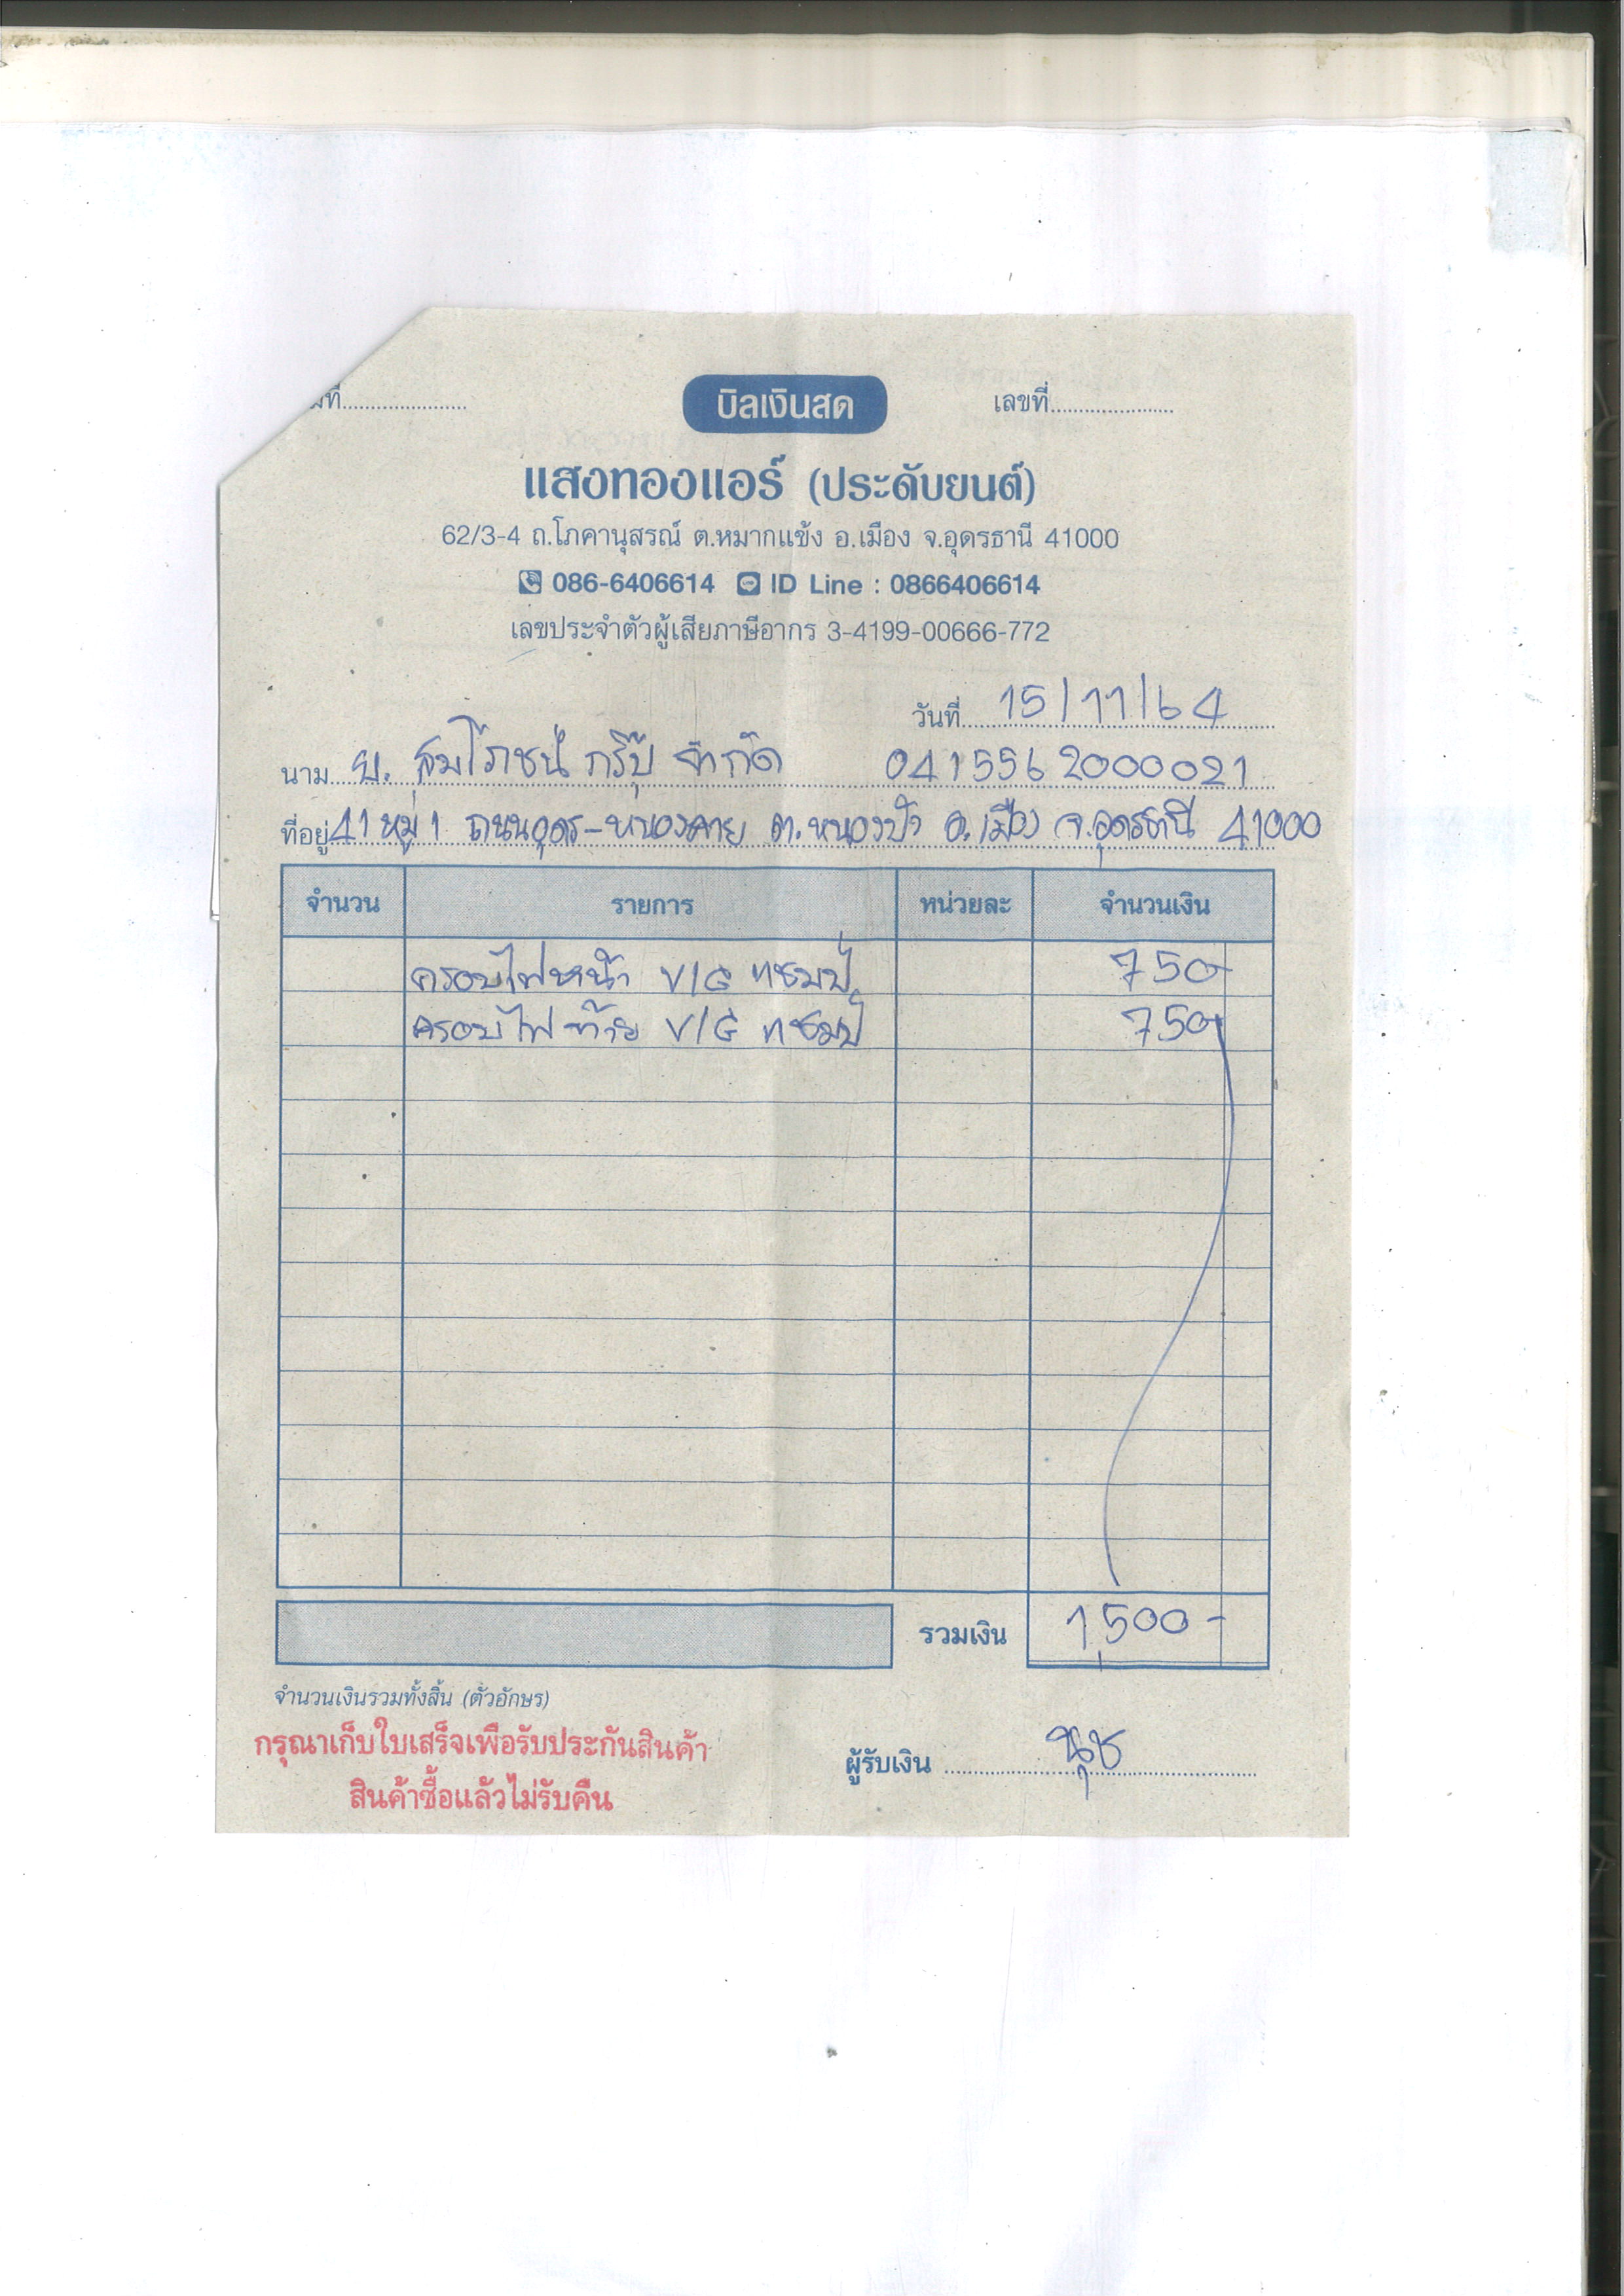 มที่.......................
บิลเงินสด
เลขที่.......................
แสงทองแอร์ (ประดับยนต์)
62/3-4 ถ.โภคานุสรณ์ ต.หมากแข้ง อ.เมือง จ.อุดรธานี 41000
086-6406614 ID Line : 0866406614
เลขประจำตัวผู้เสียภาษีอากร 3-4199-00666-772
วันที่ 15/11/64
นาม บ. สุมโภชน์ กรุ๊ป จำกัด 0415562000021
ที่อยู่ 41 หมู่ 1 ถนนอุดร-หนองคาย ต.หนองบัว อ.เมือง จ.อุดรธานี 41000
จำนวน รายการ หน่วยละ จำนวนเงิน
ครอบไฟหน้า VIG แชมป์ 750-
ครอบไฟท้าย VIG แชมป์ 750-
รวมเงิน 1,500-
จำนวนเงินรวมทั้งสิ้น (ตัวอักษร)
กรุณาเก็บใบเสร็จเพื่อรับประกันสินค้า
สินค้าซื้อแล้วไม่รับคืน
ผู้รับเงิน นุช